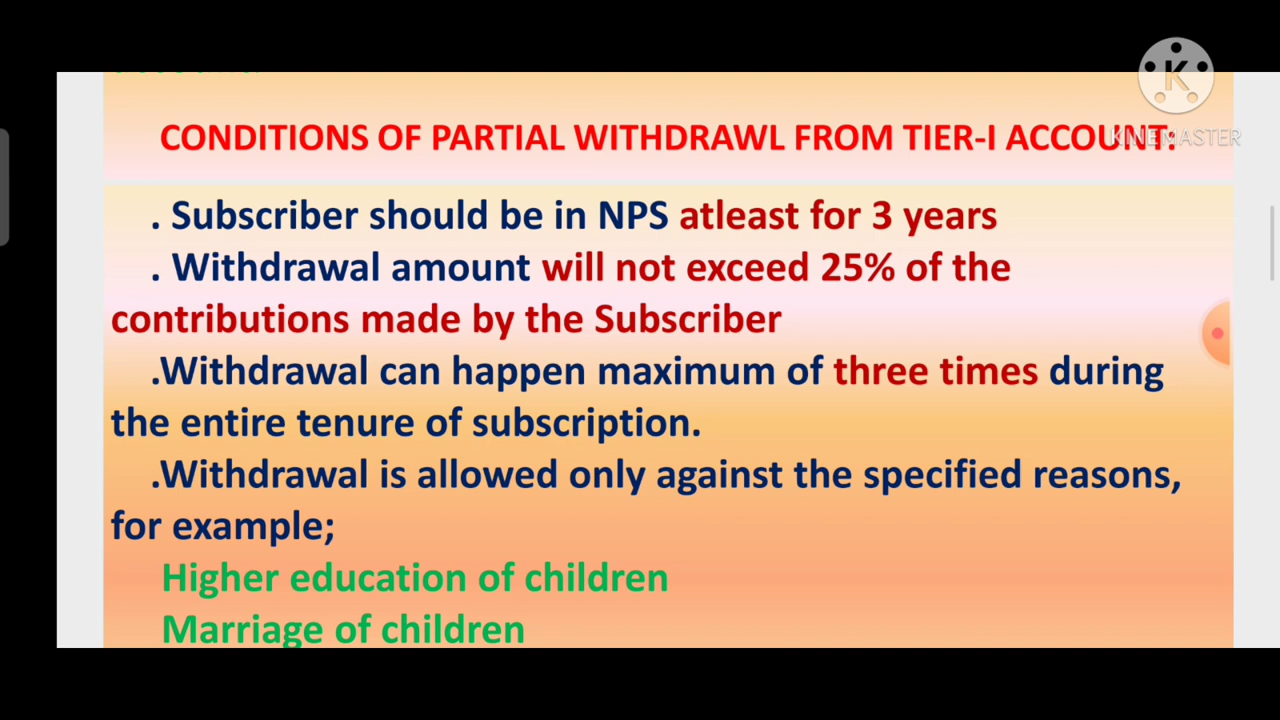 CONDITIONS OF PARTIAL WITHDRAWL FROM TIER-I ACCOUNT:
K
KINEMASTER
. Subscriber should be in NPS atleast for 3 years
. Withdrawal amount will not exceed 25% of the
contributions made by the Subscriber
.Withdrawal can happen maximum of three times during
the entire tenure of subscription.
.Withdrawal is allowed only against the specified reasons,
for example;
Higher education of children
Marriage of children